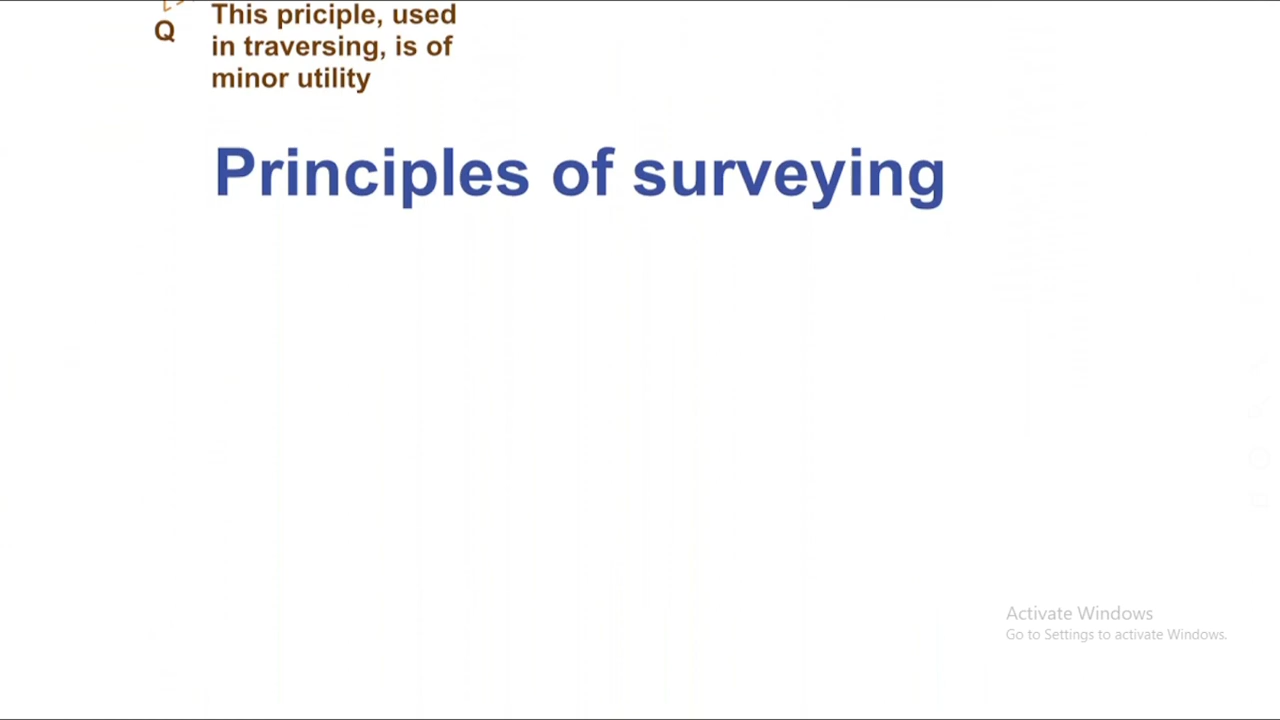 Q
This priciple, used
in traversing, is of
minor utility
Principles of surveying
Activate Windows
Go to Settings to activate Windows.